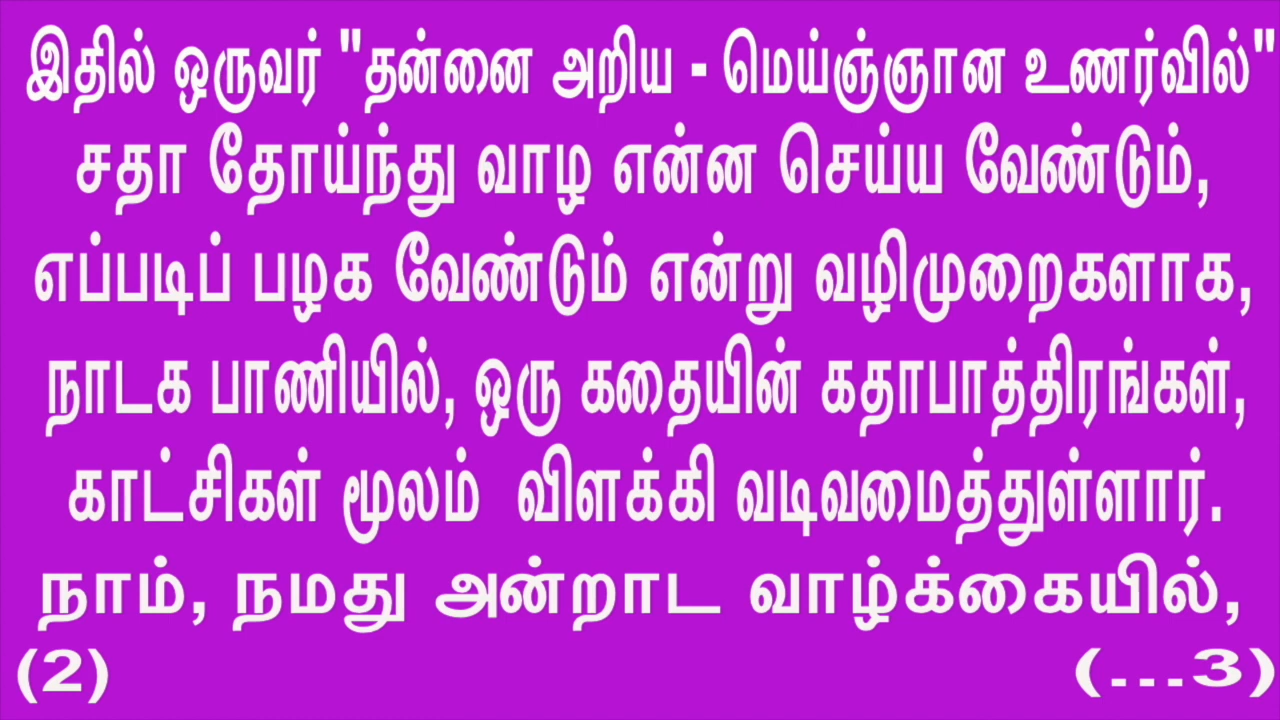 இதில் ஒருவர் "தன்னை அறிய - மெய்ஞ்ஞான உணர்வில்"
சதா தோய்ந்து வாழ என்ன செய்ய வேண்டும்,
எப்படிப் பழக வேண்டும் என்று வழிமுறைகளாக,
நாடக பாணியில், ஒரு கதையின் கதாபாத்திரங்கள்,
காட்சிகள் மூலம் விளக்கி வடிவமைத்துள்ளார்.
நாம், நமது அன்றாட வாழ்க்கையில்,
(2) (...3)